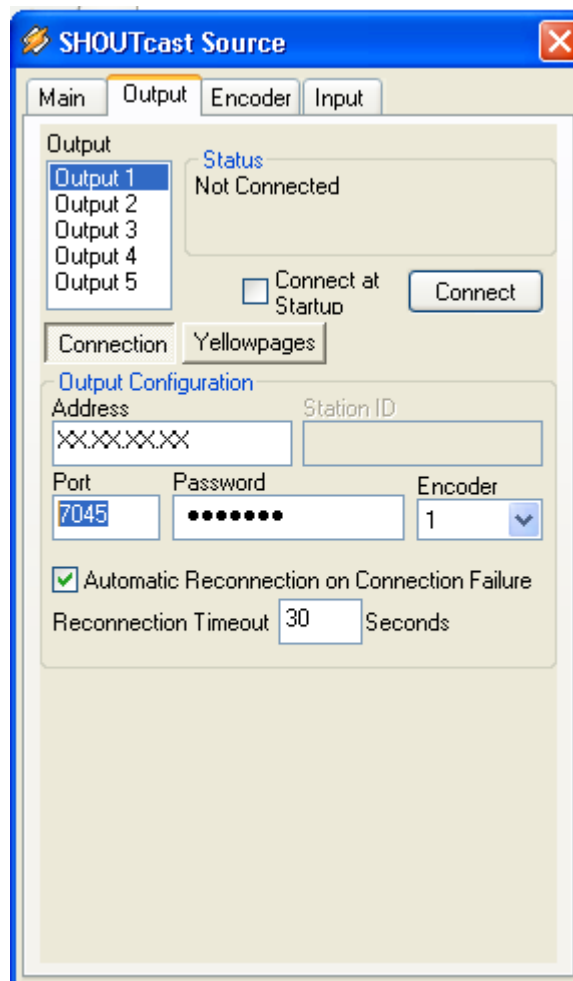 SHOUTcast Source
Main Output Encoder Input
Output
Output 1
Output 2
Output 3
Output 4
Output 5
Status
Not Connected
Connect at
Startup
Connect
Connection Yellowpages
Output Configuration
Address Station ID
XX.XX.XX.XX
Port Password Encoder
7045 ●●●●●●● 1
Automatic Reconnection on Connection Failure
Reconnection Timeout 30 Seconds